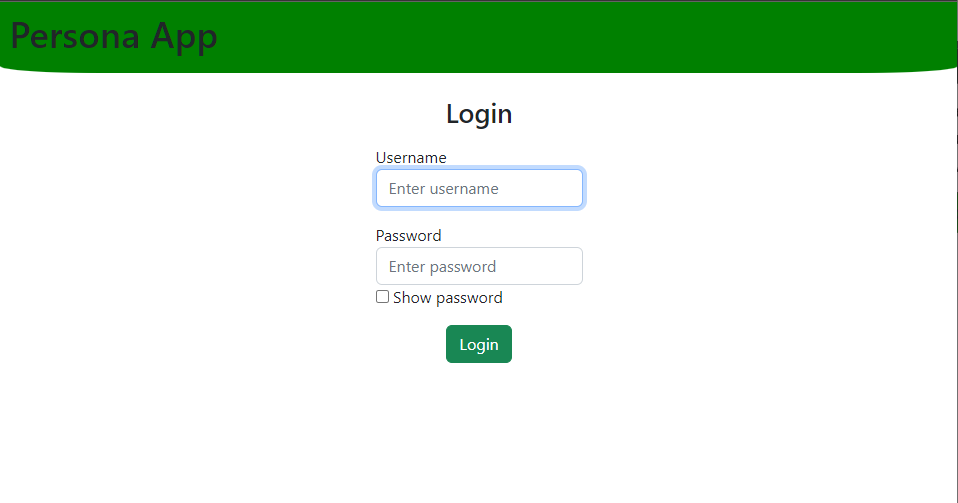 Persona App
Login
Username
Enter username
Password
Enter password
Show password
Login